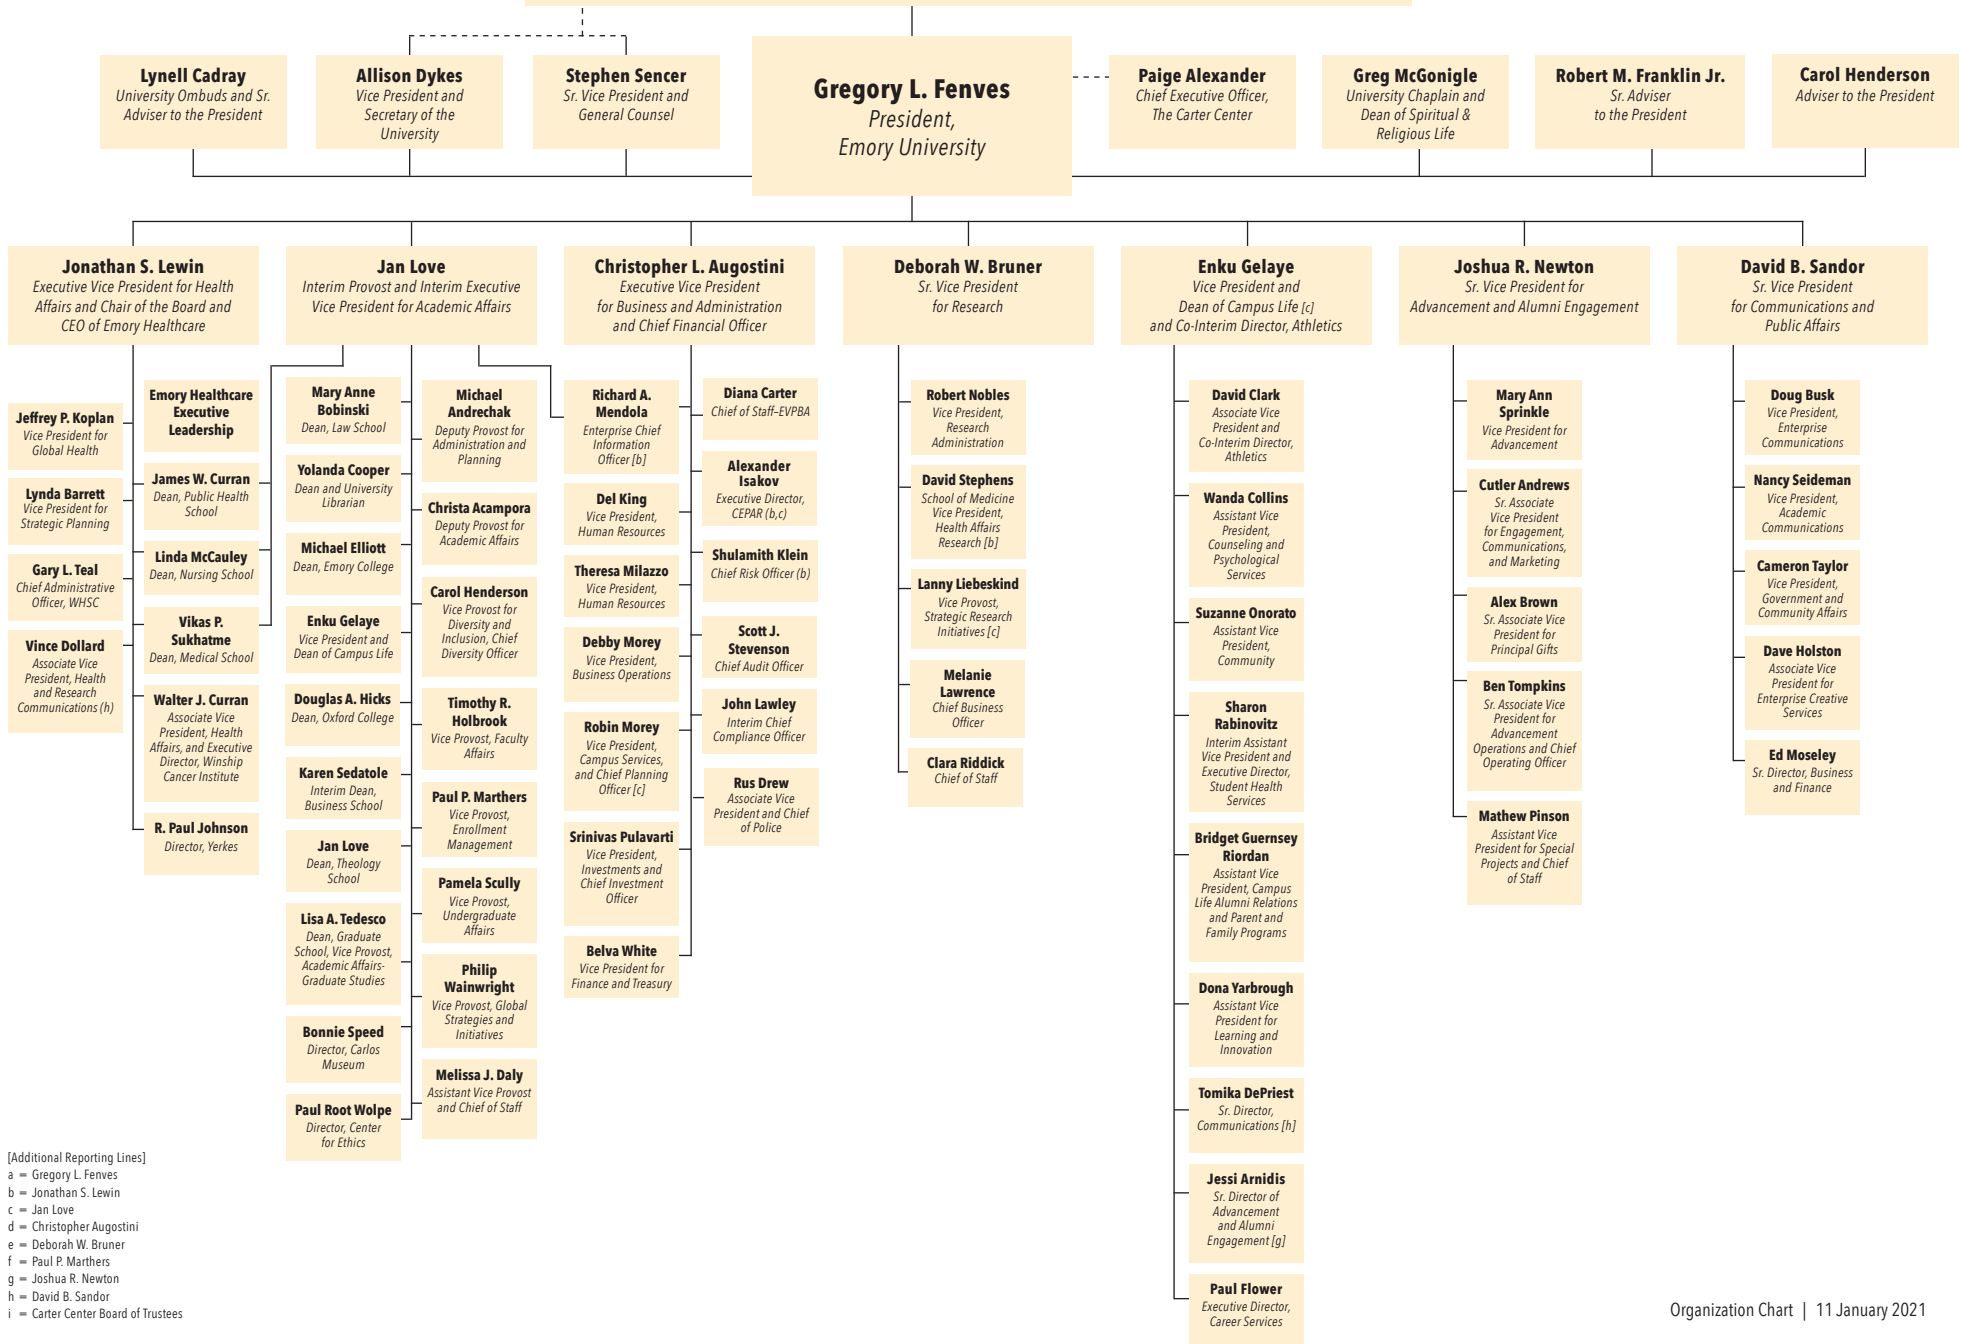 Lynell Cadray
University Ombuds and Sr.
Adviser to the President
Allison Dykes
Vice President and
Secretary of the
University
Stephen Sencer
Sr. Vice President and
General Counsel
Gregory L. Fenves
President,
Emory University
Paige Alexander
Chief Executive Officer,
The Carter Center
Greg McGonigle
University Chaplain and
Dean of Spiritual &
Religious Life
Robert M. Franklin Jr.
Sr. Adviser
to the President
Carol Henderson
Adviser to the President
Jonathan S. Lewin
Executive Vice President for Health
Affairs and Chair of the Board and
CEO of Emory Healthcare
Jan Love
Interim Provost and Interim Executive
Vice President for Academic Affairs
Christopher L. Augostini
Executive Vice President
for Business and Administration
and Chief Financial Officer
Deborah W. Bruner
Sr. Vice President
for Research
Enku Gelaye
Vice President and
Dean of Campus Life [c]
and Co-Interim Director, Athletics
Joshua R. Newton
Sr. Vice President for
Advancement and Alumni Engagement
David B. Sandor
Sr. Vice President
for Communications and
Public Affairs
Jeffrey P. Koplan
Vice President for
Global Health
Lynda Barrett
Vice President for
Strategic Planning
Gary L. Teal
Chief Administrative
Officer, WHSC
Vince Dollard
Associate Vice
President, Health
and Research
Communications (h)
Emory Healthcare
Executive
Leadership
James W. Curran
Dean, Public Health
School
Linda McCauley
Dean, Nursing School
Vikas P.
Sukhatme
Dean, Medical School
Walter J. Curran
Associate Vice
President, Health
Affairs, and Executive
Director, Winship
Cancer Institute
R. Paul Johnson
Director, Yerkes
Mary Anne
Bobinski
Dean, Law School
Yolanda Cooper
Dean and University
Librarian
Michael Elliott
Dean, Emory College
Enku Gelaye
Vice President and
Dean of Campus Life
Douglas A. Hicks
Dean, Oxford College
Karen Sedatole
Interim Dean,
Business School
Jan Love
Dean, Theology
School
Lisa A. Tedesco
Dean, Graduate
School, Vice Provost,
Academic Affairs-
Graduate Studies
Bonnie Speed
Director, Carlos
Museum
Paul Root Wolpe
Director, Center
for Ethics
Michael
Andrechak
Deputy Provost for
Administration and
Planning
Christa Acampora
Deputy Provost for
Academic Affairs
Carol Henderson
Vice Provost for
Diversity and
Inclusion, Chief
Diversity Officer
Timothy R.
Holbrook
Vice Provost, Faculty
Affairs
Paul P. Marthers
Vice Provost,
Enrollment
Management
Pamela Scully
Vice Provost,
Undergraduate
Affairs
Philip
Wainwright
Vice Provost, Global
Strategies and
Initiatives
Melissa J. Daly
Assistant Vice Provost
and Chief of Staff
Richard A.
Mendola
Enterprise Chief
Information
Officer [b]
Del King
Vice President,
Human Resources
Theresa Milazzo
Vice President,
Human Resources
Debby Morey
Vice President,
Business Operations
Robin Morey
Vice President,
Campus Services,
and Chief Planning
Officer [c]
Srinivas Pulavarti
Vice President,
Investments and
Chief Investment
Officer
Belva White
Vice President for
Finance and Treasury
Diana Carter
Chief of Staff–EVPBA
Alexander
Isakov
Executive Director,
CEPAR (b,c)
Shulamith Klein
Chief Risk Officer (b)
Scott J.
Stevenson
Chief Audit Officer
John Lawley
Interim Chief
Compliance Officer
Rus Drew
Associate Vice
President and Chief
of Police
Robert Nobles
Vice President,
Research
Administration
David Stephens
School of Medicine
Vice President,
Health Affairs
Research [b]
Lanny Liebeskind
Vice Provost,
Strategic Research
Initiatives [c]
Melanie
Lawrence
Chief Business
Officer
Clara Riddick
Chief of Staff
David Clark
Associate Vice
President and
Co-Interim Director,
Athletics
Wanda Collins
Assistant Vice
President,
Counseling and
Psychological
Services
Suzanne Onorato
Assistant Vice
President,
Community
Sharon
Rabinovitz
Interim Assistant
Vice President and
Executive Director,
Student Health
Services
Bridget Guernsey
Riordan
Assistant Vice
President, Campus
Life Alumni Relations
and Parent and
Family Programs
Dona Yarbrough
Assistant Vice
President for
Learning and
Innovation
Tomika DePriest
Sr. Director,
Communications [h]
Jessi Arnidis
Sr. Director of
Advancement
and Alumni
Engagement [g]
Paul Flower
Executive Director,
Career Services
Mary Ann
Sprinkle
Vice President for
Advancement
Cutler Andrews
Sr. Associate
Vice President
for Engagement,
Communications,
and Marketing
Alex Brown
Sr. Associate Vice
President for
Principal Gifts
Ben Tompkins
Sr. Associate Vice
President for
Advancement
Operations and Chief
Operating Officer
Mathew Pinson
Assistant Vice
President for Special
Projects and Chief
of Staff
Doug Busk
Vice President,
Enterprise
Communications
Nancy Seideman
Vice President,
Academic
Communications
Cameron Taylor
Vice President,
Government and
Community Affairs
Dave Holston
Associate Vice
President for
Enterprise Creative
Services
Ed Moseley
Sr. Director, Business
and Finance
[Additional Reporting Lines]
a = Gregory L. Fenves
b = Jonathan S. Lewin
c = Jan Love
d = Christopher Augostini
e = Deborah W. Bruner
f = Paul P. Marthers
g = Joshua R. Newton
h = David B. Sandor
i = Carter Center Board of Trustees
Organization Chart | 11 January 2021